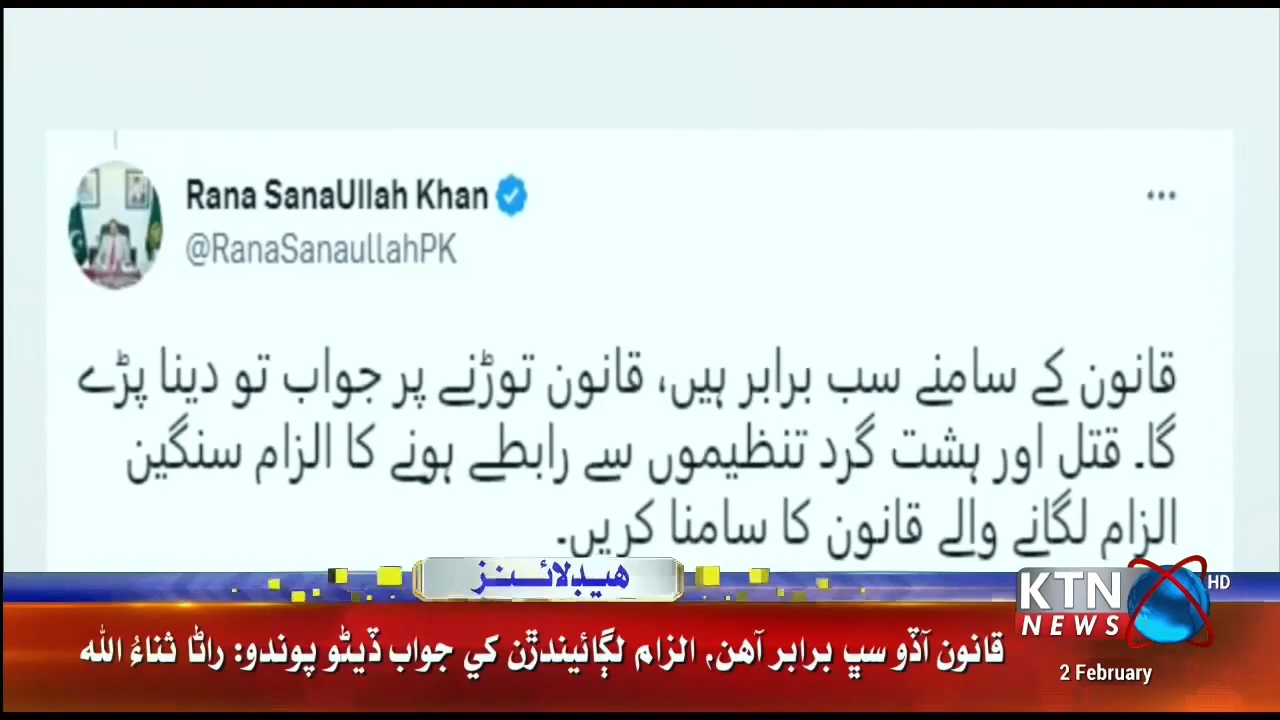 Rana SanaUllah Khan
@RanaSanaullahPK
قانون کے سامنے سب برابر ہیں، قانون توڑنے پر جواب تو دینا پڑے
گا۔ قتل اور ہشت گرد تنظیموں سے رابطے ہونے کا الزام سنگین
الزام لگانے والے قانون کا سامنا کریں۔
هيڊلائينز
KTN
NEWS
HD
قانون آڏو سڀ برابر آهن، الزام لڳائيندڙن کي جواب ڏيڻو پوندو: راڻا ثناءُ الله
2 February